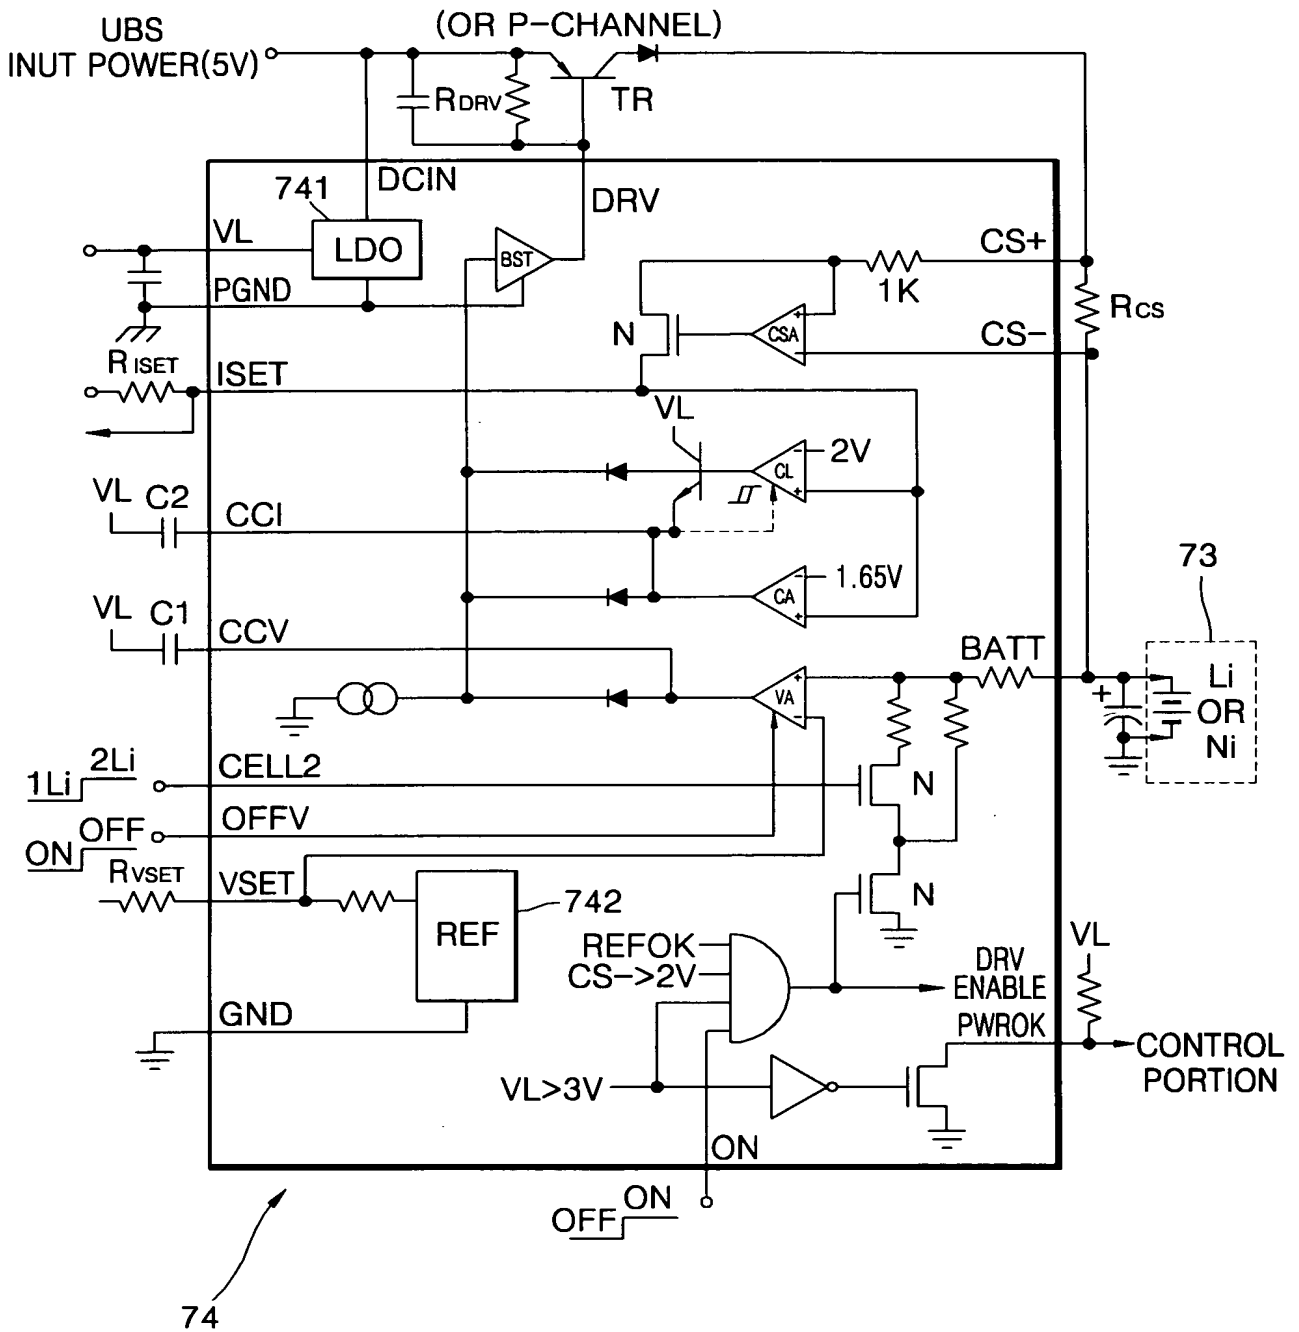 (OR P-CHANNEL)
UBS
INUT POWER(5V)
RDRV
TR
DCIN
741
DRV
VL
LDO
BST
CS+
PGND
1K
RCS
N
CSA
CS-
RISET
ISET
VL
2V
CL
VL C2
CCI
73
1.65V
CA
VL C1
CCV
BATT
Li
OR
Ni
+
VA
2Li
1Li
CELL2
N
OFF
OFFV
ON
RVSET
VSET
742
N
REF
REFOK
VL
CS->2V
DRV
ENABLE
GND
PWROK
CONTROL
PORTION
VL>3V
ON
ON
OFF
74